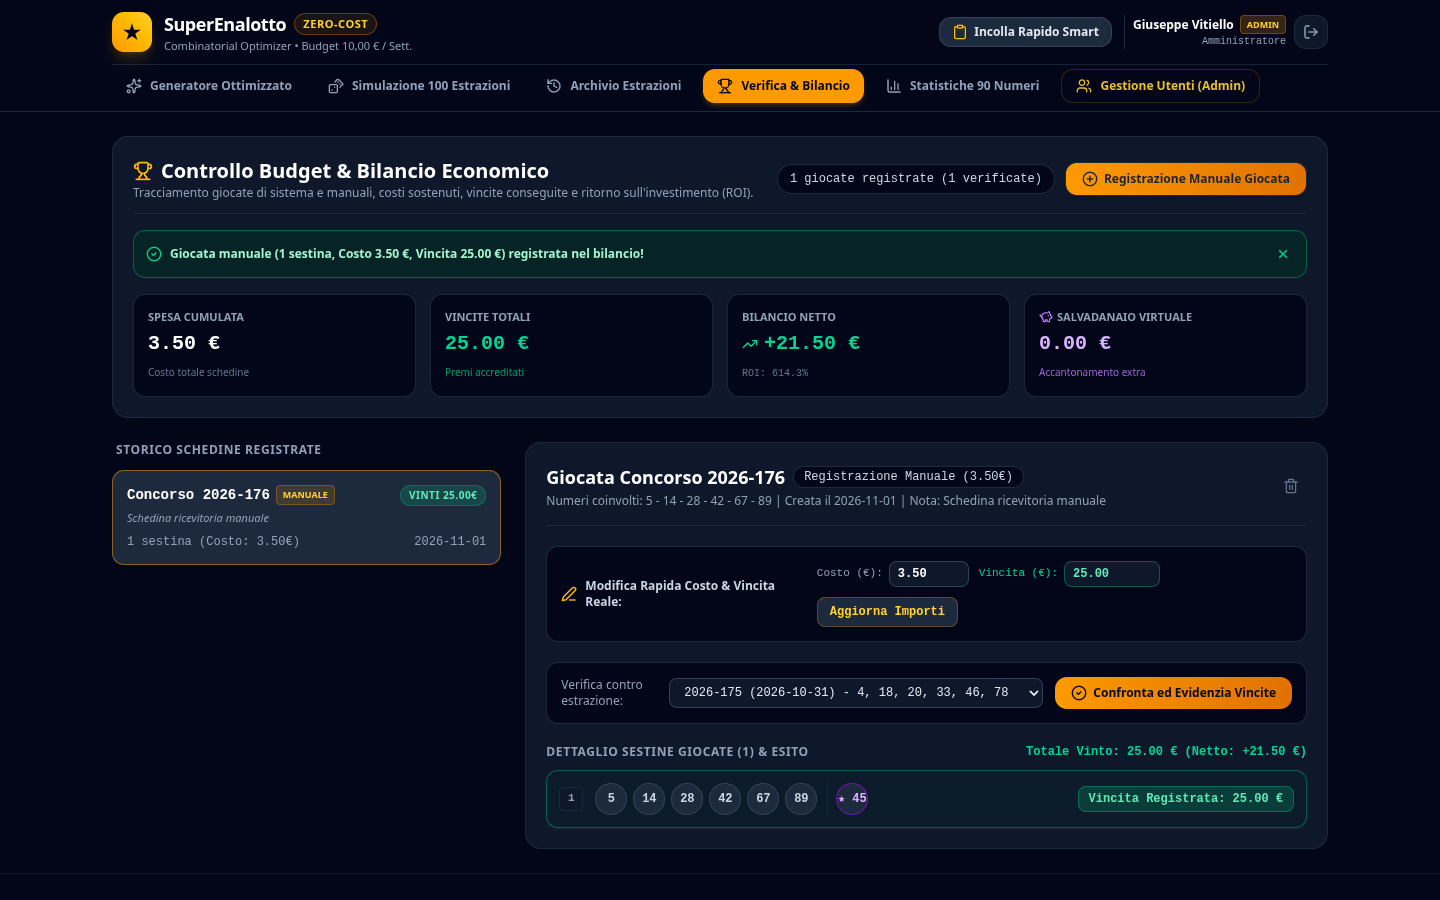 SuperEnalotto ZERO-COST
Combinatorial Optimizer • Budget 10,00 € / Sett.
Incolla Rapido Smart
Giuseppe Vitiello ADMIN
Amministratore
Generatore Ottimizzato
Simulazione 100 Estrazioni
Archivio Estrazioni
Verifica & Bilancio
Statistiche 90 Numeri
Gestione Utenti (Admin)
Controllo Budget & Bilancio Economico
Tracciamento giocate di sistema e manuali, costi sostenuti, vincite conseguite e ritorno sull'investimento (ROI).
1 giocate registrate (1 verificate)
Registrazione Manuale Giocata
Giocata manuale (1 sestina, Costo 3.50 €, Vincita 25.00 €) registrata nel bilancio!
SPESA CUMULATA
3.50 €
Costo totale schedine
VINCITE TOTALI
25.00 €
Premi accreditati
BILANCIO NETTO
+21.50 €
ROI: 614.3%
SALVADANAIO VIRTUALE
0.00 €
Accantonamento extra
STORICO SCHEDINE REGISTRATE
Concorso 2026-176 MANUALE VINTI 25.00€
Schedina ricevitoria manuale
1 sestina (Costo: 3.50€) 2026-11-01
Giocata Concorso 2026-176 Registrazione Manuale (3.50€)
Numeri coinvolti: 5 - 14 - 28 - 42 - 67 - 89 | Creata il 2026-11-01 | Nota: Schedina ricevitoria manuale
Modifica Rapida Costo & Vincita
Reale:
Costo (€): 3.50 Vincita (€): 25.00
Aggiorna Importi
Verifica contro
estrazione:
2026-175 (2026-10-31) - 4, 18, 20, 33, 46, 78
Confronta ed Evidenzia Vincite
DETTAGLIO SESTINE GIOCATE (1) & ESITO
Totale Vinto: 25.00 € (Netto: +21.50 €)
1 5 14 28 42 67 89 ★ 45
Vincita Registrata: 25.00 €